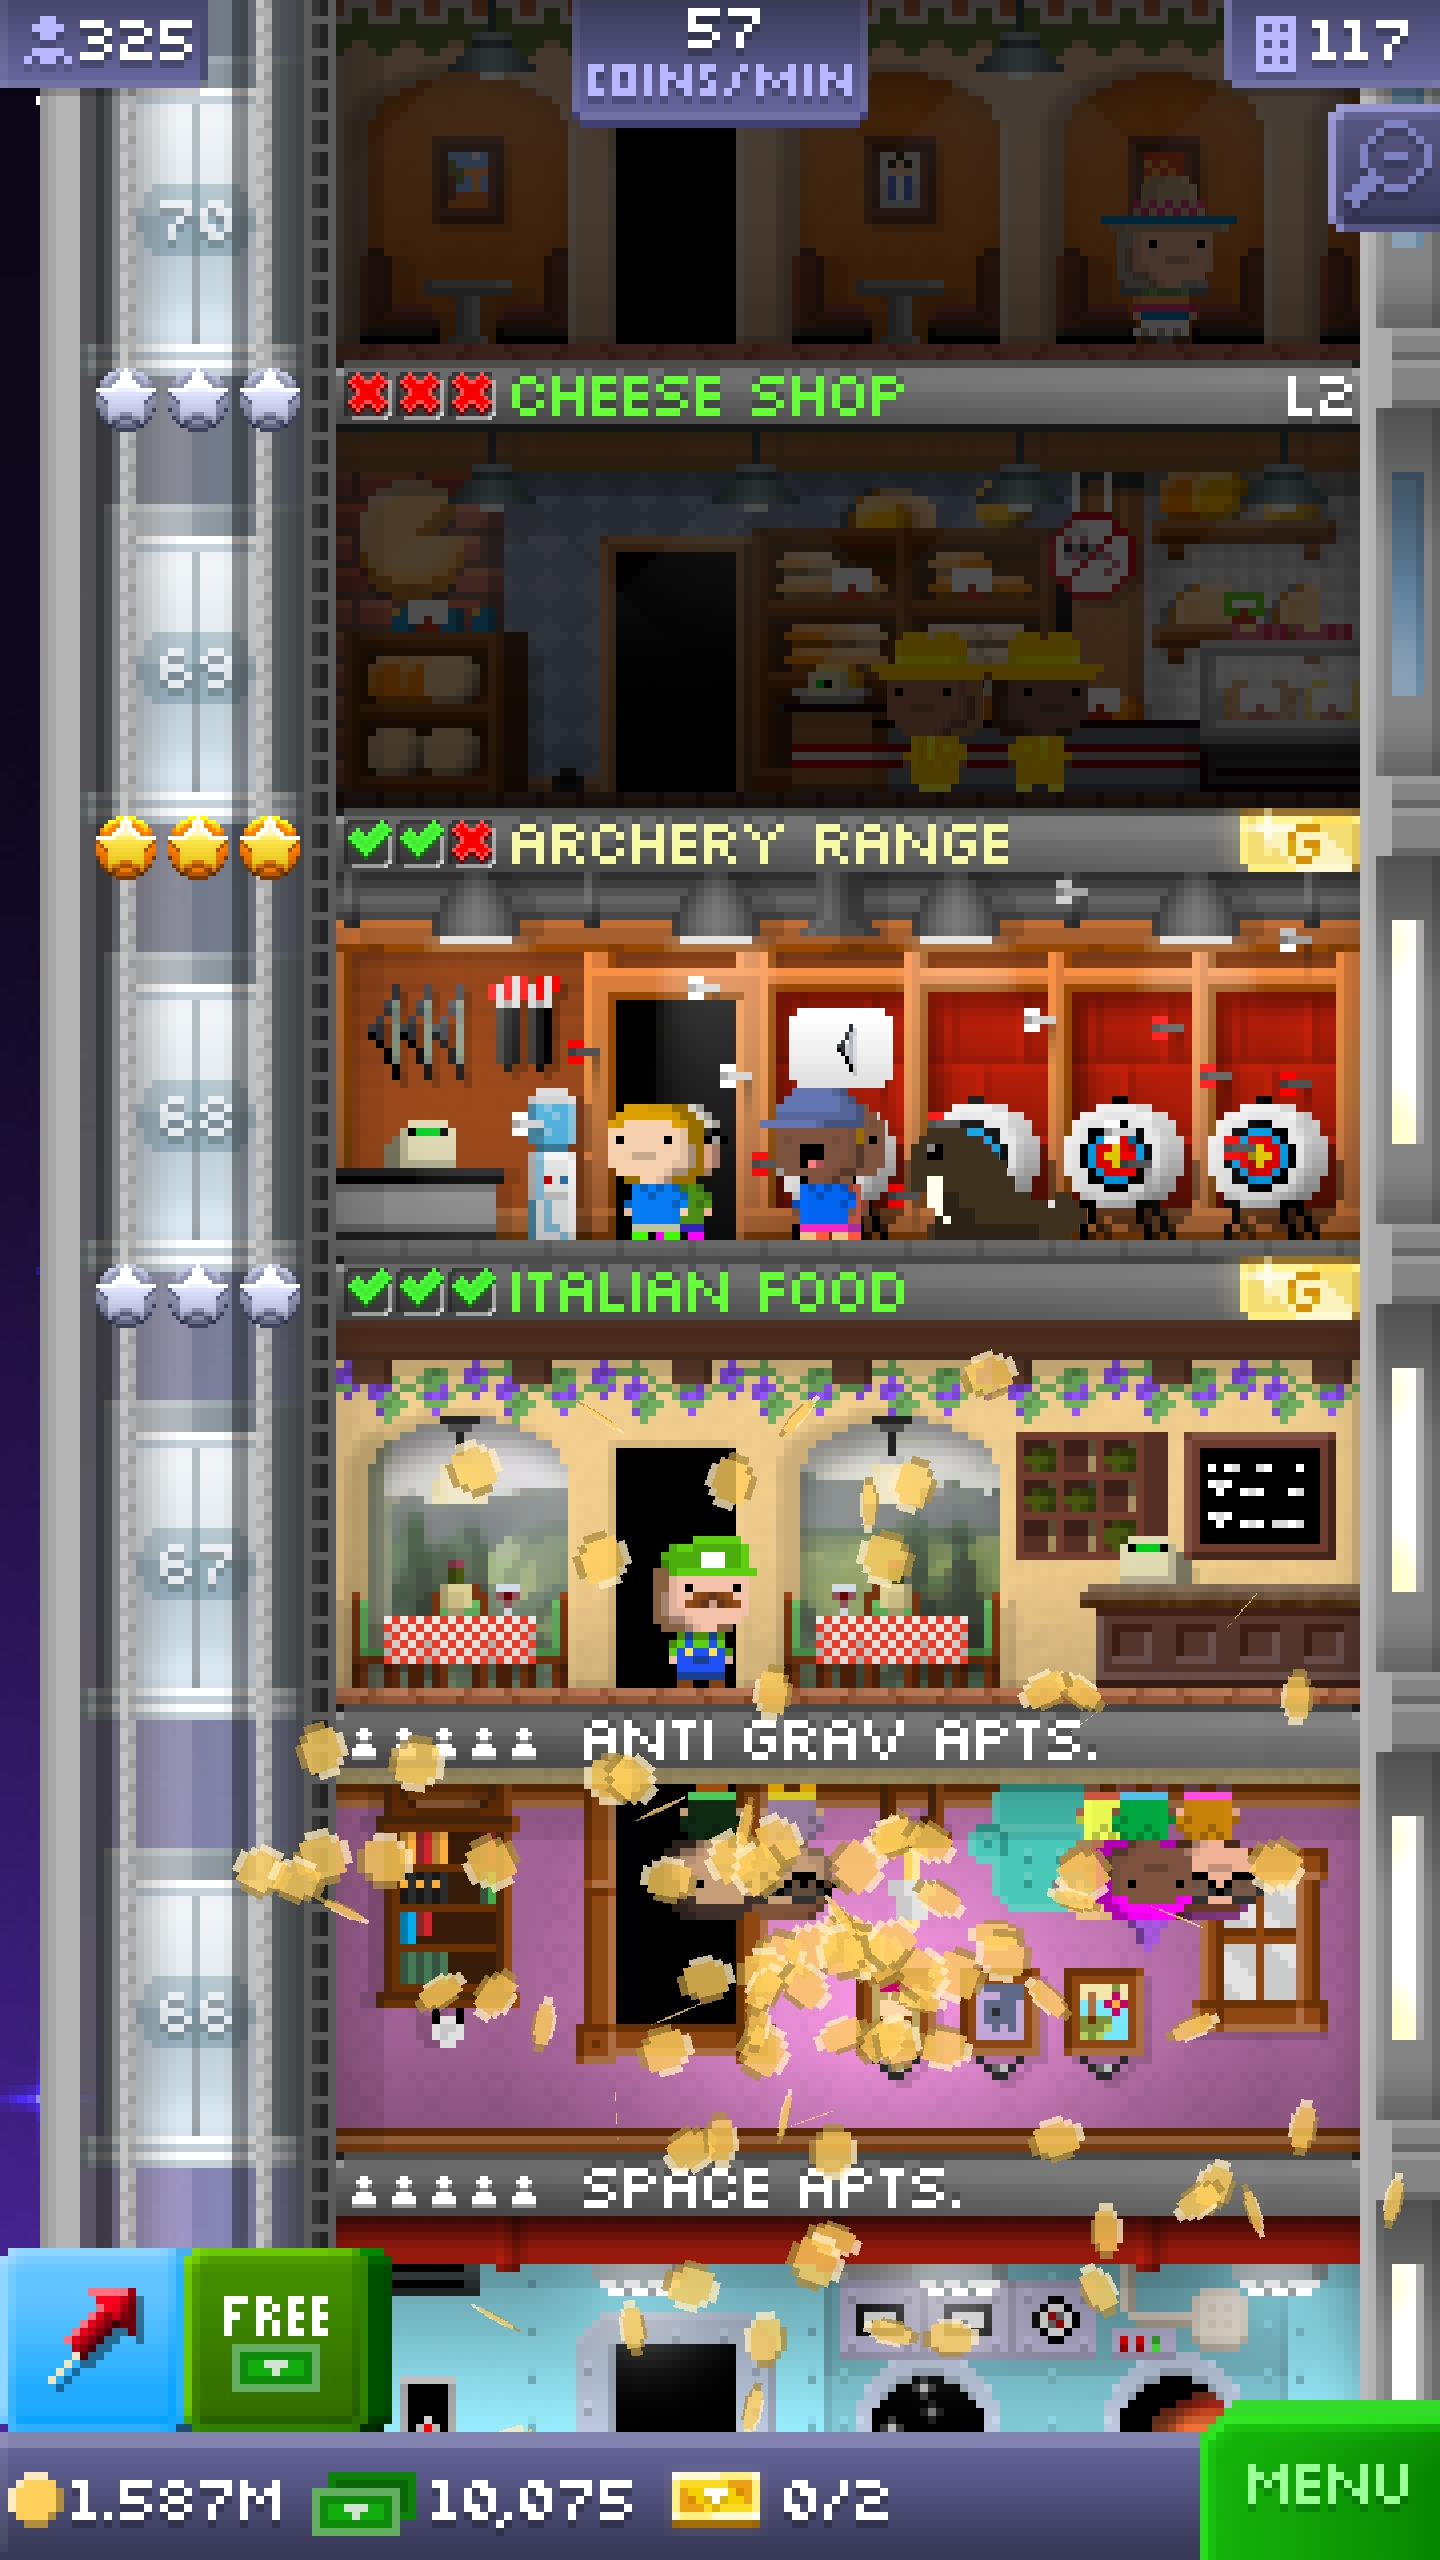 325
57
COINS/MIN
117
70
CHEESE SHOP
L2
69
ARCHERY RANGE
G
68
ITALIAN FOOD
G
67
ANTI GRAV APTS.
66
SPACE APTS.
FREE
1.587M
10,075
0/2
MENU